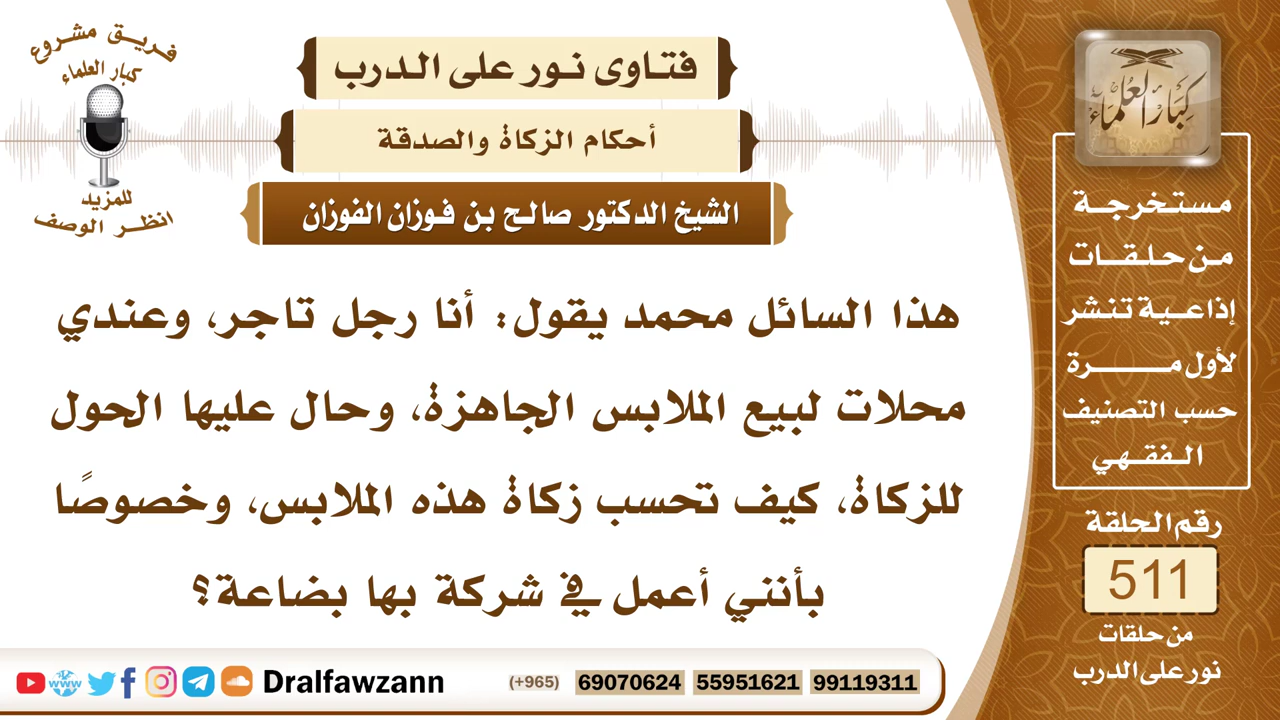 فريق مشروع
كبار العلماء
للمزيد
انظر الوصف
فتاوى نور على الدرب
أحكام الزكاة والصدقة
الشيخ الدكتور صالح بن فوزان الفوزان
هذا السائل محمد يقول: أنا رجل تاجر، وعندي
محلات لبيع الملابس الجاهزة، وحال عليها الحول
للزكاة، كيف تحسب زكاة هذه الملابس، وخصوصًا
بأنني أعمل في شركة بها بضاعة؟
كبار العلماء
مستخرجة
من حلقات
إذاعية تنشر
لأول مرة
حسب التصنيف
الفقهي
رقم الحلقة
511
من حلقات
نور على الدرب
www Dralfawzann (+965) 69070624 55951621 99119311